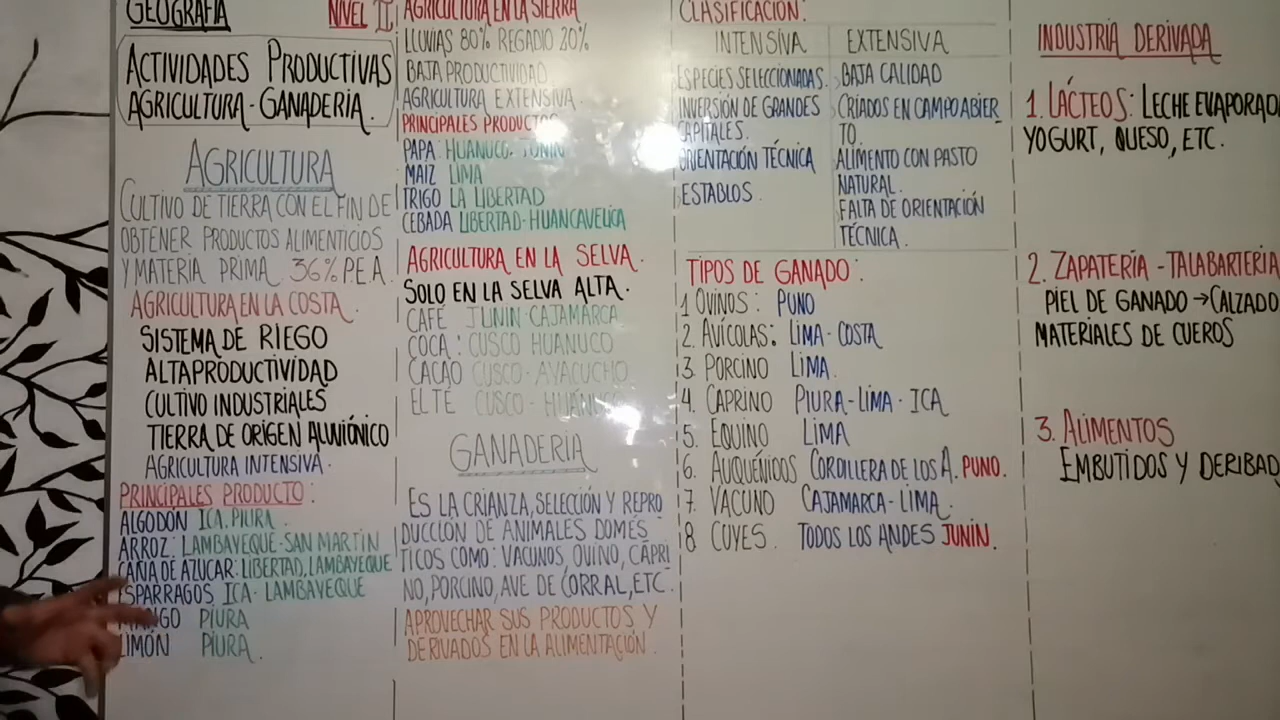 GEOGRAFÍA NIVEL II
ACTIVIDADES PRODUCTIVAS
AGRICULTURA - GANADERÍA.
AGRICULTURA
CULTIVO DE TIERRA CON EL FIN DE
OBTENER PRODUCTOS ALIMENTICIOS
Y MATERIA PRIMA 36% P.E.A.
AGRICULTURA EN LA COSTA.
SISTEMA DE RIEGO
ALTAPRODUCTIVIDAD
CULTIVO INDUSTRIALES
TIERRA DE ORIGEN ALUVIÓNICO
AGRICULTURA INTENSIVA.
PRINCIPALES PRODUCTO:
ALGODÓN ICA. PIURA.
ARROZ: LAMBAYEQUE-SAN MARTIN
CAÑA DE AZUCAR: LIBERTAD, LAMBAYEQUE
ESPARRAGOS ICA - LAMBAYEQUE
MANGO PIURA
LIMÓN PIURA.
AGRICULTURA EN LA SIERRA
LLUVIAS 80% REGADÍO 20%
BAJA PRODUCTIVIDAD.
AGRICULTURA EXTENSIVA.
PRINCIPALES PRODUCTO
PAPA: HUANUCO. JUNIN
MAIZ LIMA
TRIGO LA LIBERTAD
CEBADA LIBERTAD-HUANCAVELICA
AGRICULTURA EN LA SELVA.
SOLO EN LA SELVA ALTA.
CAFÉ JUNIN-CAJAMARCA
COCA: CUSCO HUANUCO
CACAO CUSCO-AYACUCHO
EL TÉ CUSCO-HUANUCO
GANADERÍA
ES LA CRIANZA, SELECCIÓN Y REPRO
DUCCIÓN DE ANIMALES DOMÉS
TICOS COMO: VACUNOS, OVINO, CAPRI
NO, PORCINO, AVE DE CORRAL, ETC.
APROVECHAR SUS PRODUCTOS Y
DERIVADOS EN LA ALIMENTACIÓN.
CLASIFICACIÓN:
INTENSÍVA
ESPECIES SELECCIONADAS.
INVERSIÓN DE GRANDES
CAPITALES.
ORIENTACIÓN TÉCNICA
ESTABLOS.
EXTENSIVA
BAJA CALIDAD
CRIADOS EN CAMPO ABIER
TO.
ALIMENTO CON PASTO
NATURAL.
FALTA DE ORIENTACIÓN
TÉCNICA.
TIPOS DE GANADO:
1 OVINOS: PUNO
2. AVÍCOLAS: LIMA-COSTA
3. PORCINO LIMA.
4. CAPRINO PIURA-LIMA-ICA
5. EQUINO LIMA
6. AUQUÉNIDOS CORDILLERA DE LOS A. PUNO.
7. VACUNO CAJAMARCA-LIMA.
8 CUYES. TODOS LOS ANDES JUNÍN.
INDUSTRIA DERIVADA
1. LÁCTEOS: LECHE EVAPORADA
YOGURT, QUESO, ETC.
2. ZAPATERÍA - TALABARTERIA
PIEL DE GANADO → CALZADO
MATERIALES DE CUEROS
3. ALIMENTOS
EMBUTIDOS Y DERIBAD